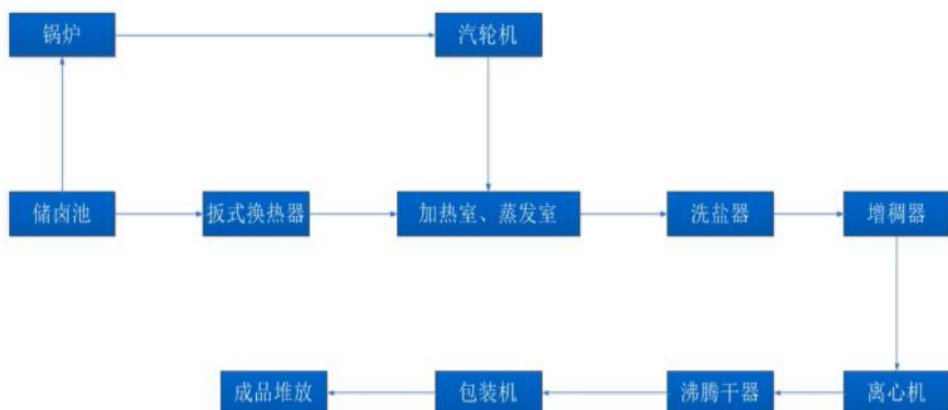 锅炉
汽轮机
储卤池
扳式换热器
加热室、蒸发室
洗盐器
增稠器
成品堆放
包装机
沸腾干器
离心机